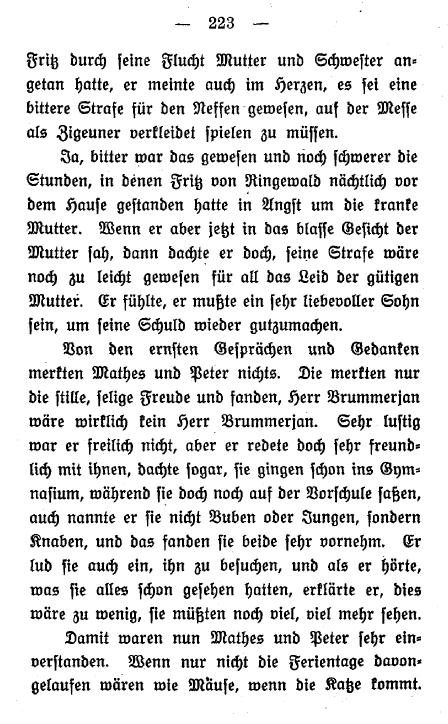 — 223 —
Fritz durch seine Flucht Mutter und Schwester an-
getan hatte, er meinte auch im Herzen, es sei eine
bittere Strafe für den Neffen gewesen, auf der Messe
als Zigeuner verkleidet spielen zu müssen.
Ja, bitter war das gewesen und noch schwerer die
Stunden, in denen Fritz von Ringewald nächtlich vor
dem Hause gestanden hatte in Angst um die kranke
Mutter. Wenn er aber jetzt in das blasse Gesicht der
Mutter sah, dann dachte er doch, seine Strafe wäre
noch zu leicht gewesen für all das Leid der gütigen
Mutter. Er fühlte, er mußte ein sehr liebevoller Sohn
sein, um seine Schuld wieder gutzumachen.
Von den ernsten Gesprächen und Gedanken
merkten Mathes und Peter nichts. Die merkten nur
die stille, selige Freude und fanden, Herr Brummerjan
wäre wirklich kein Herr Brummerjan. Sehr lustig
war er freilich nicht, aber er redete doch sehr freund-
lich mit ihnen, dachte sogar, sie gingen schon ins Gym-
nasium, während sie doch noch auf der Vorschule saßen,
auch nannte er sie nicht Buben oder Jungen, sondern
Knaben, und das fanden sie beide sehr vornehm. Er
lud sie auch ein, ihn zu besuchen, und als er hörte,
was sie alles schon gesehen hatten, erklärte er, dies
wäre zu wenig, sie müßten noch viel, viel mehr sehen.
Damit waren nun Mathes und Peter sehr ein-
verstanden. Wenn nur nicht die Ferientage davon-
gelaufen wären wie Mäuse, wenn die Katze kommt.